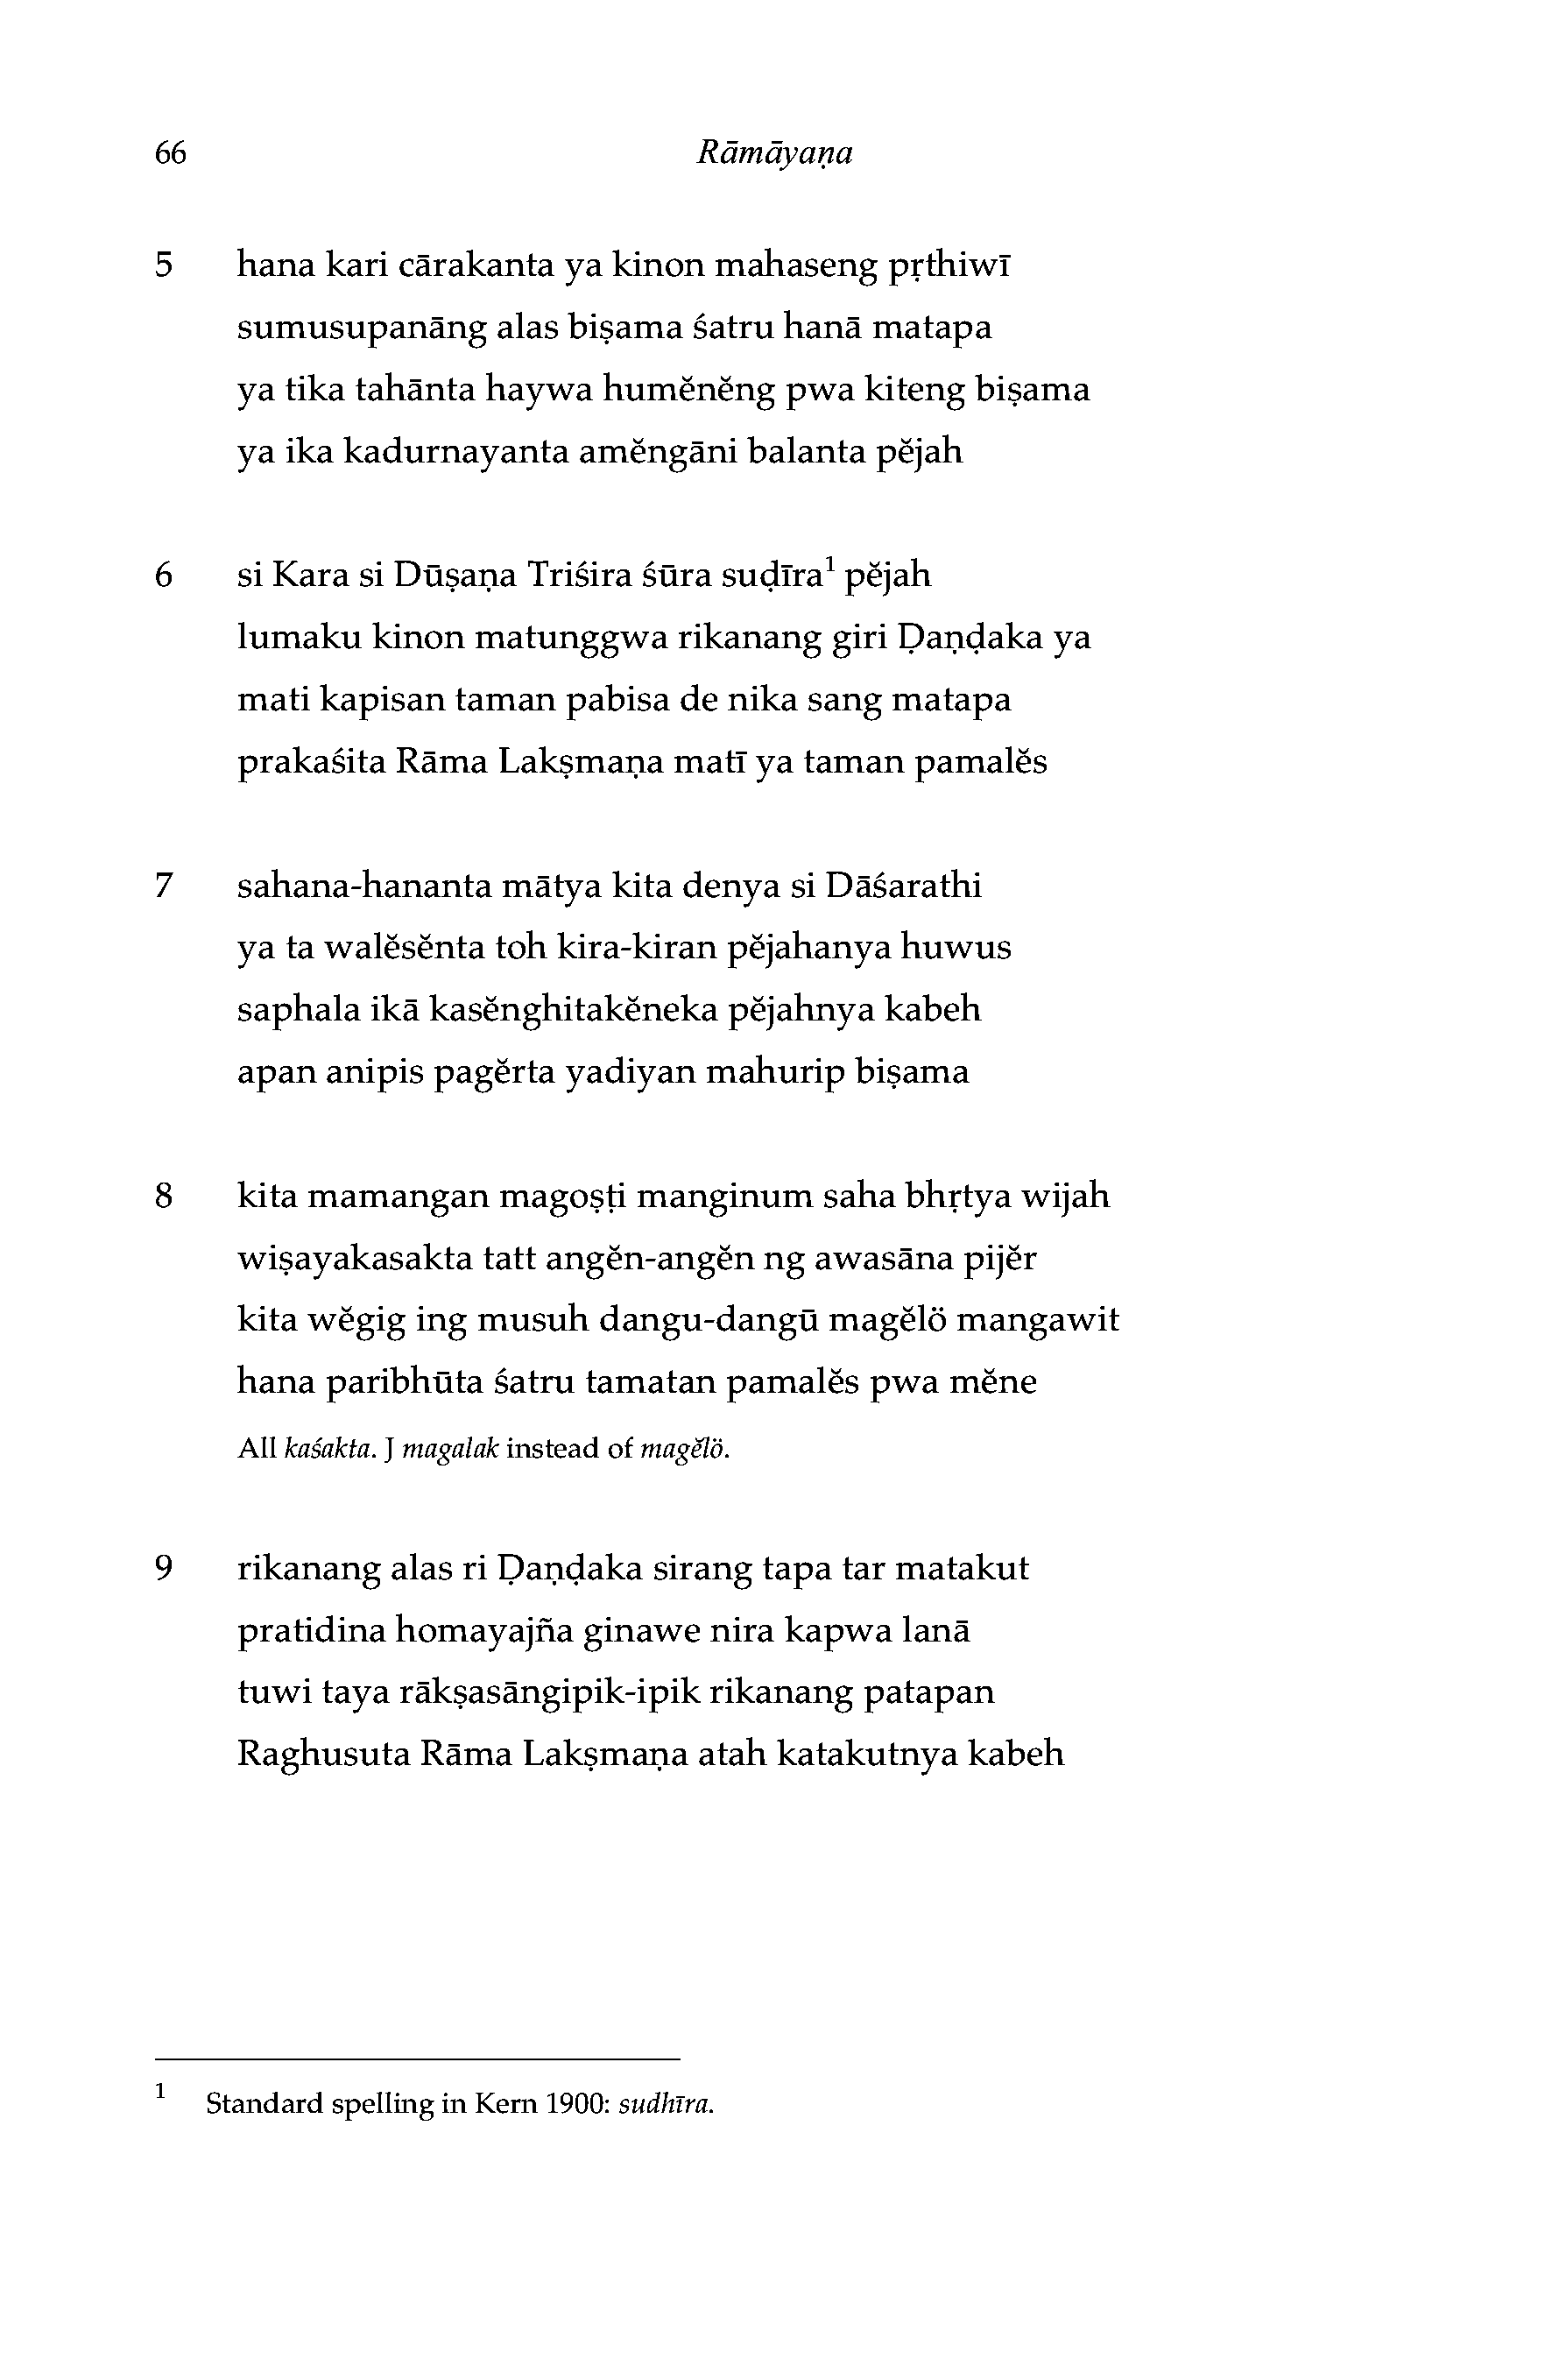 66 Rāmāyaṇa
5 hana kari cārakanta ya kinon mahaseng pṛthiwī
sumusupanāng alas biṣama śatru hanā matapa
ya tika tahānta haywa humĕnĕng pwa kiteng biṣama
ya ika kadurnayanta amĕngāni balanta pĕjah
6 si Kara si Dūṣaṇa Triśira śūra suḍīra¹ pĕjah
lumaku kinon matunggwa rikanang giri Ḍaṇḍaka ya
mati kapisan taman pabisa de nika sang matapa
prakaśita Rāma Lakṣmaṇa matī ya taman pamalĕs
7 sahana-hananta mātya kita denya si Dāśarathi
ya ta walĕsĕnta toh kira-kiran pĕjahanya huwus
saphala ikā kasĕnghitakĕneka pĕjahnya kabeh
apan anipis pagĕrta yadiyan mahurip biṣama
8 kita mamangan magoṣṭi manginum saha bhṛtya wijah
wiṣayakasakta tatt angĕn-angĕn ng awasāna pijĕr
kita wĕgig ing musuh dangu-dangū magĕlö mangawit
hana paribhūta śatru tamatan pamalĕs pwa mĕne
All kaśakta. J magalak instead of magĕlö.
9 rikanang alas ri Ḍaṇḍaka sirang tapa tar matakut
pratidina homayajña ginawe nira kapwa lanā
tuwi taya rākṣasāngipik-ipik rikanang patapan
Raghusuta Rāma Lakṣmaṇa atah katakutnya kabeh
1 Standard spelling in Kern 1900: sudhīra.